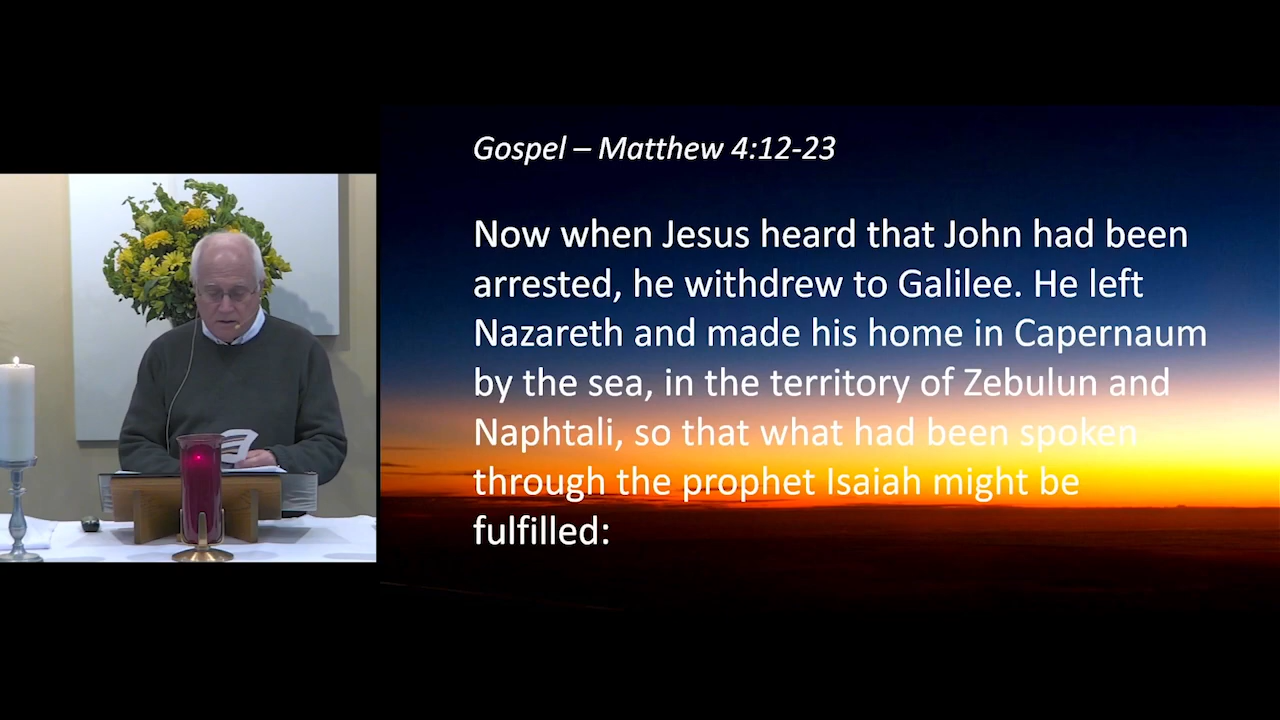 Gospel – Matthew 4:12-23
Now when Jesus heard that John had been
arrested, he withdrew to Galilee. He left
Nazareth and made his home in Capernaum
by the sea, in the territory of Zebulun and
Naphtali, so that what had been spoken
through the prophet Isaiah might be
fulfilled: